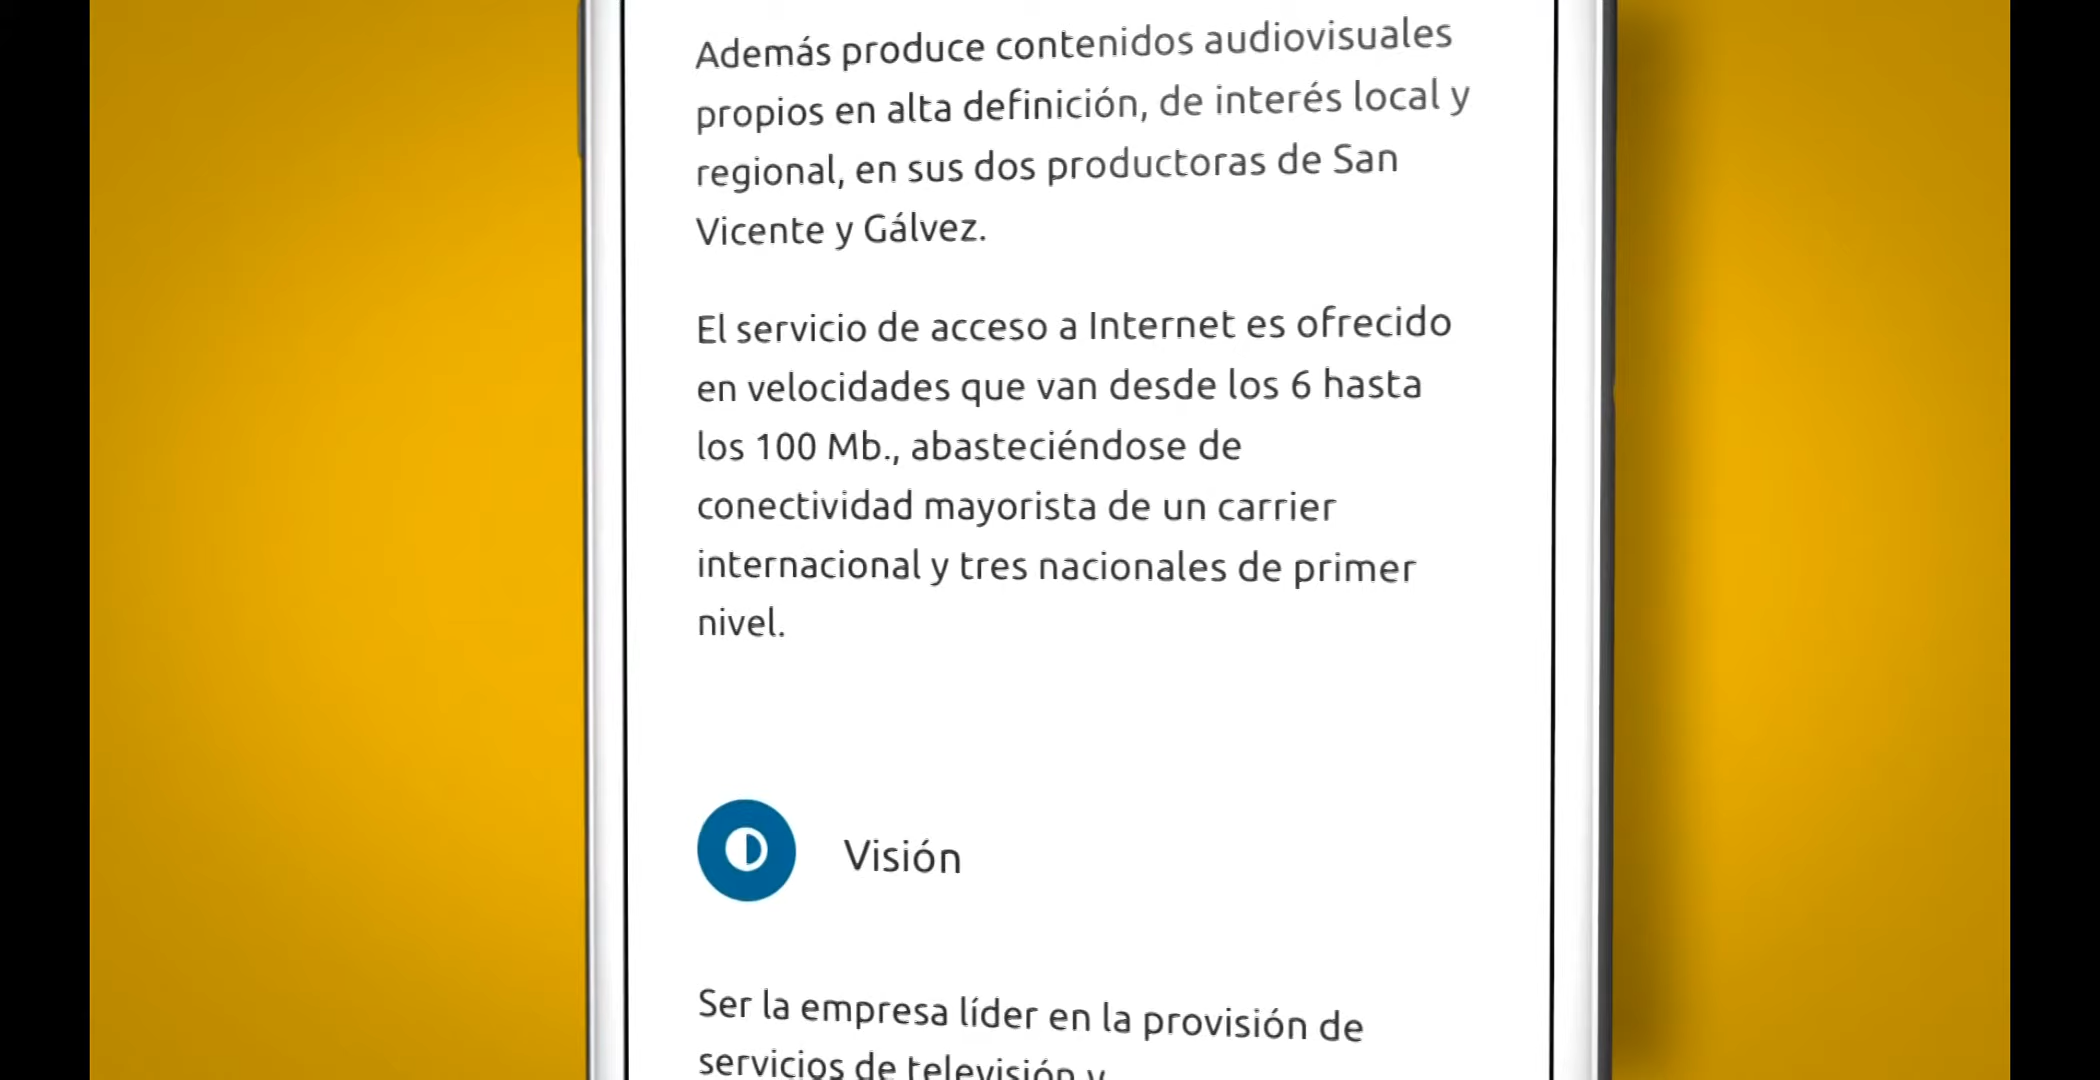 Además produce contenidos audiovisuales
propios en alta definición, de interés local y
regional, en sus dos productoras de San
Vicente y Gálvez.
El servicio de acceso a Internet es ofrecido
en velocidades que van desde los 6 hasta
los 100 Mb., abasteciéndose de
conectividad mayorista de un carrier
internacional y tres nacionales de primer
nivel.
Visión
Ser la empresa líder en la provisión de
servicios de televisión y